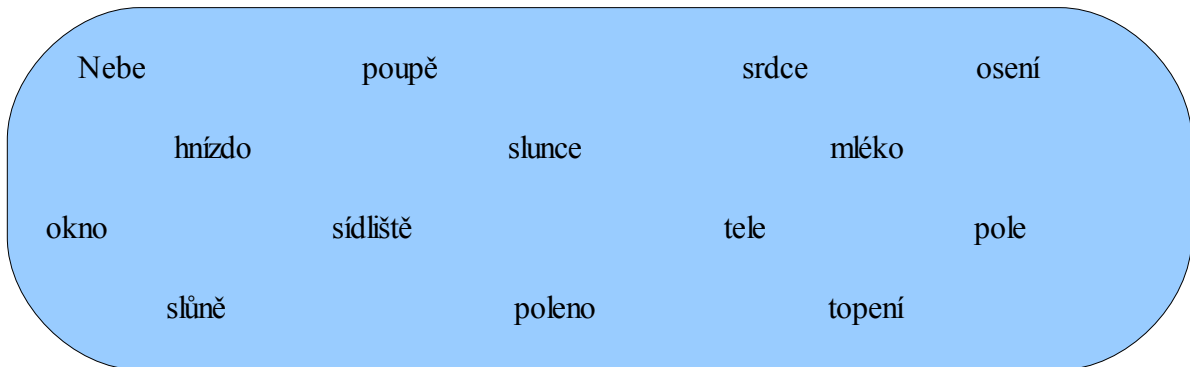 Nebe poupě srdce osení
hnízdo slunce mléko
okno sídliště tele pole
slůně poleno topení